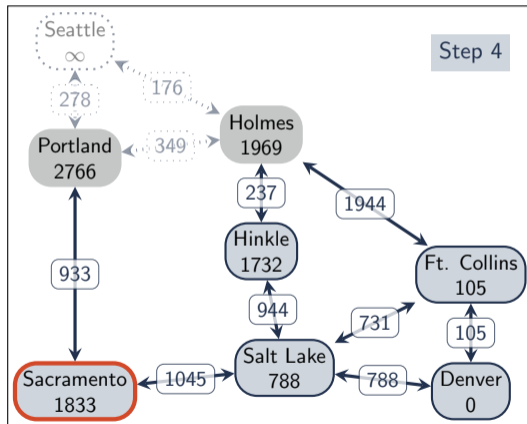 Seattle
∞
Step 4
278
176
Portland
2766
349
Holmes
1969
237
1944
933
Hinkle
1732
Ft. Collins
105
944
731
105
Sacramento
1833
1045
Salt Lake
788
788
Denver
0